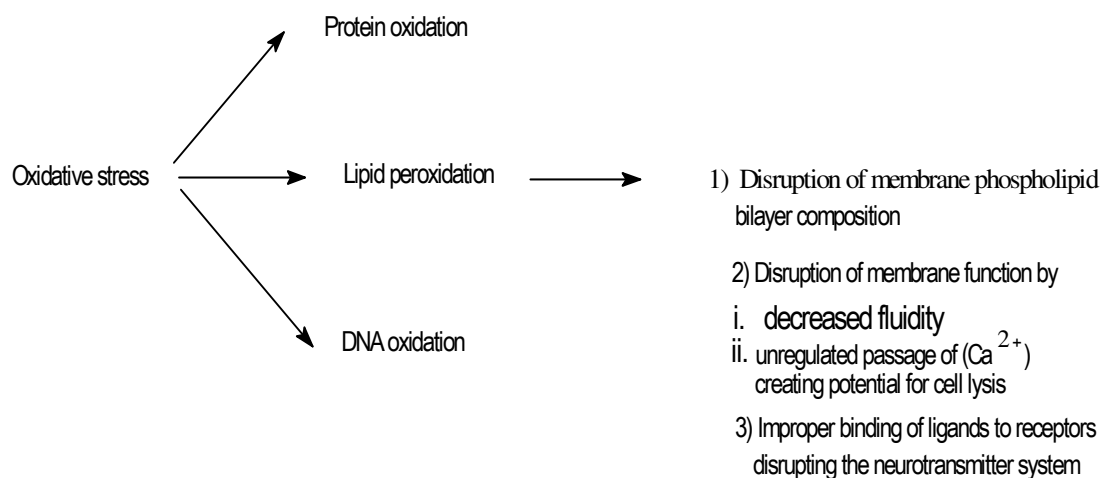 Protein oxidation
Oxidative stress
Lipid peroxidation
1) Disruption of membrane phospholipid
bilayer composition
2) Disruption of membrane function by
i. decreased fluidity
ii. unregulated passage of (Ca 2+)
creating potential for cell lysis
3) Improper binding of ligands to receptors
disrupting the neurotransmitter system
DNA oxidation